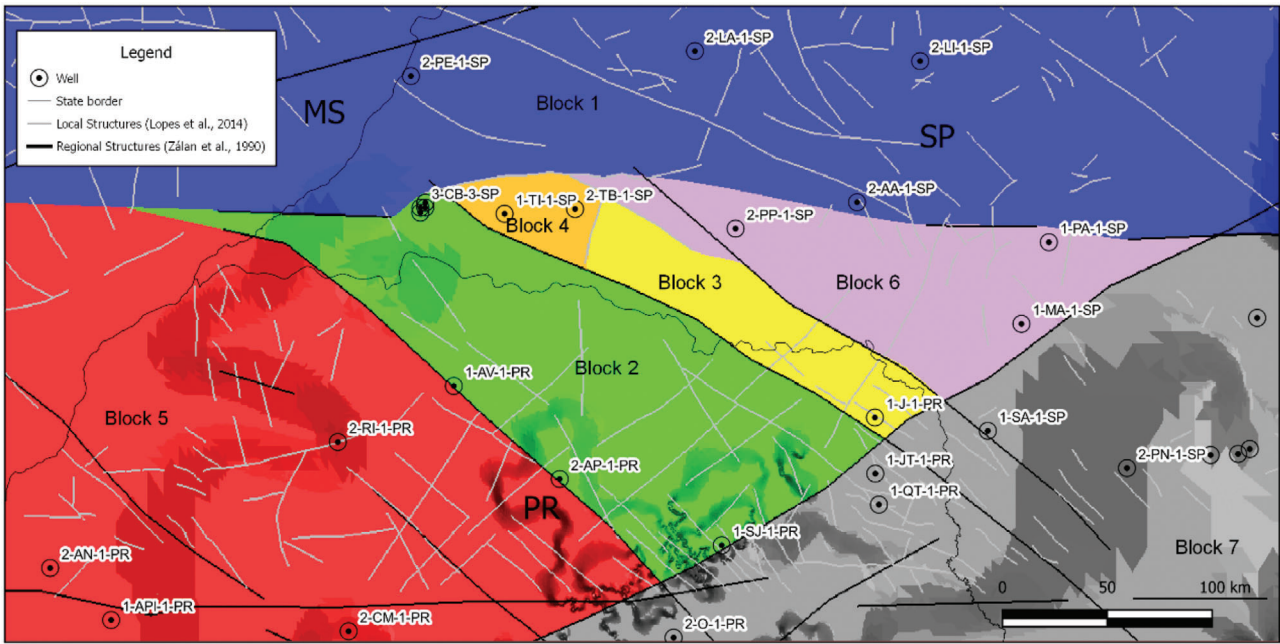 Legend
Well
State border
Local Structures (Lopes et al., 2014)
Regional Structures (Zálan et al., 1990)
2-PE-1-SP
2-LA-1-SP
2-LI-1-SP
MS
Block 1
SP
3-CB-3-SP
1-TI-1-SP
2-TB-1-SP
Block 4
2-AA-1-SP
2-PP-1-SP
1-PA-1-SP
Block 3
Block 6
1-MA-1-SP
1-AV-1-PR
Block 2
Block 5
2-RI-1-PR
1-J-1-PR
1-SA-1-SP
2-AP-1-PR
1-JT-1-PR
2-PN-1-SP
1-QT-1-PR
PR
1-SJ-1-PR
Block 7
2-AN-1-PR
0 50 100 km
1-API-1-PR
2-CM-1-PR
2-O-1-PR